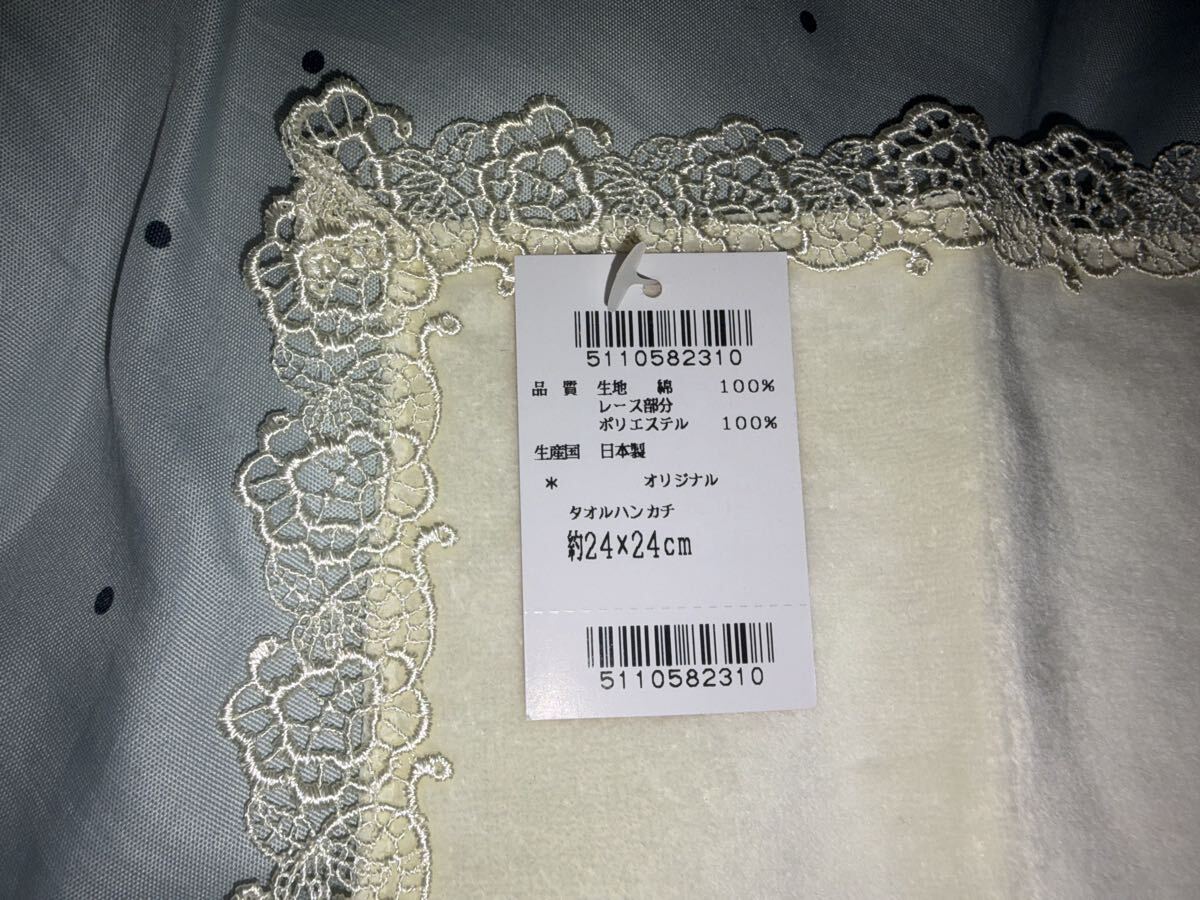 5110582310
品 質 生地 綿 100%
レース部分
ポリエステル 100%
生産国 日本製
* オリジナル
タオルハンカチ
約24×24cm
5110582310